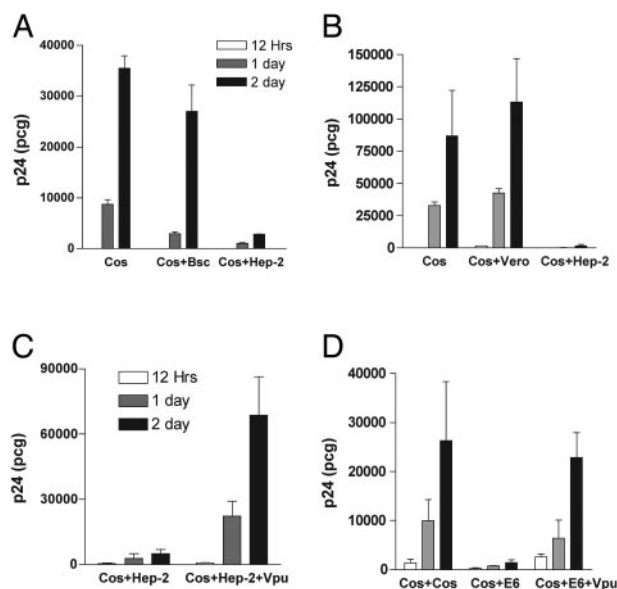 A
40000
30000
20000
10000
0
p24 (pcg)
12 Hrs
1 day
2 day
Cos
Cos+Bsc
Cos+Hep-2
B
150000
125000
100000
75000
50000
25000
0
p24 (pcg)
Cos
Cos+Vero
Cos+Hep-2
C
90000
60000
30000
0
p24 (pcg)
12 Hrs
1 day
2 day
Cos+Hep-2
Cos+Hep-2+Vpu
D
40000
30000
20000
10000
0
p24 (pcg)
Cos+Cos
Cos+E6
Cos+E6+Vpu